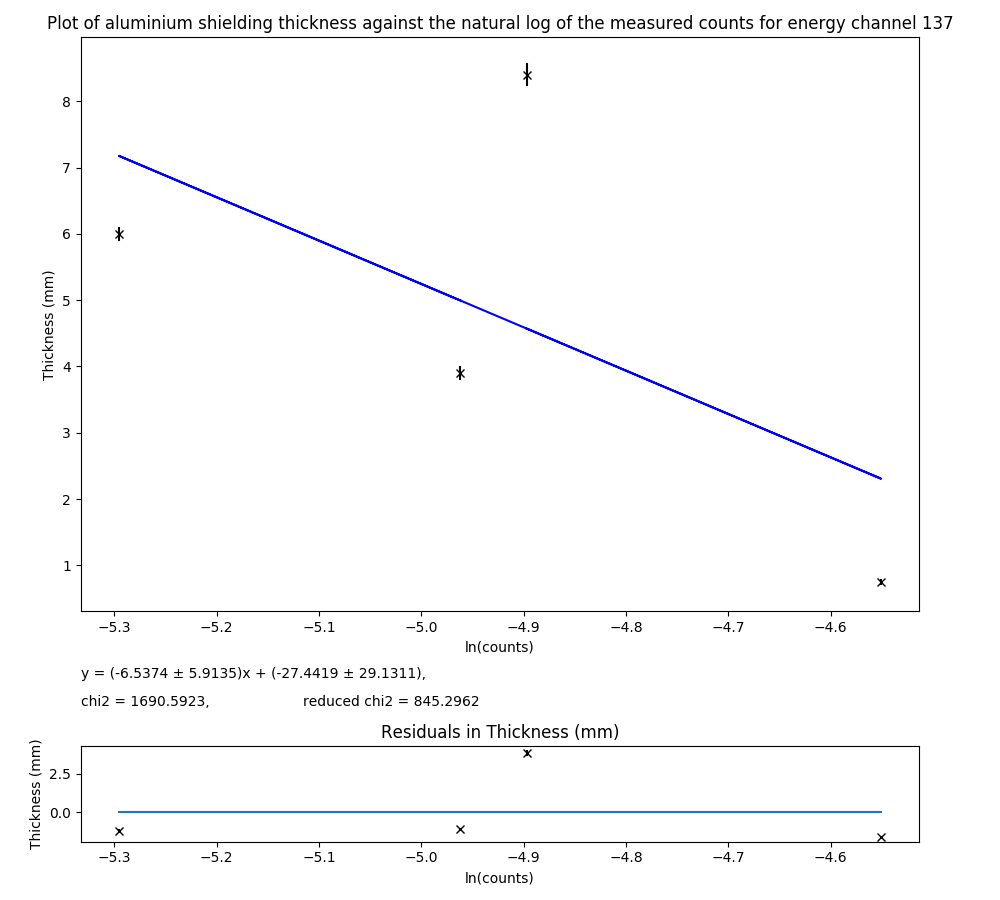 Plot of aluminium shielding thickness against the natural log of the measured counts for energy channel 137
8
7
6
5
4
3
2
1
Thickness (mm)
−5.3 −5.2 −5.1 −5.0 −4.9 −4.8 −4.7 −4.6
ln(counts)
y = (-6.5374 ± 5.9135)x + (-27.4419 ± 29.1311),
chi2 = 1690.5923, reduced chi2 = 845.2962
Residuals in Thickness (mm)
2.5
0.0
Thickness (mm)
−5.3 −5.2 −5.1 −5.0 −4.9 −4.8 −4.7 −4.6
ln(counts)